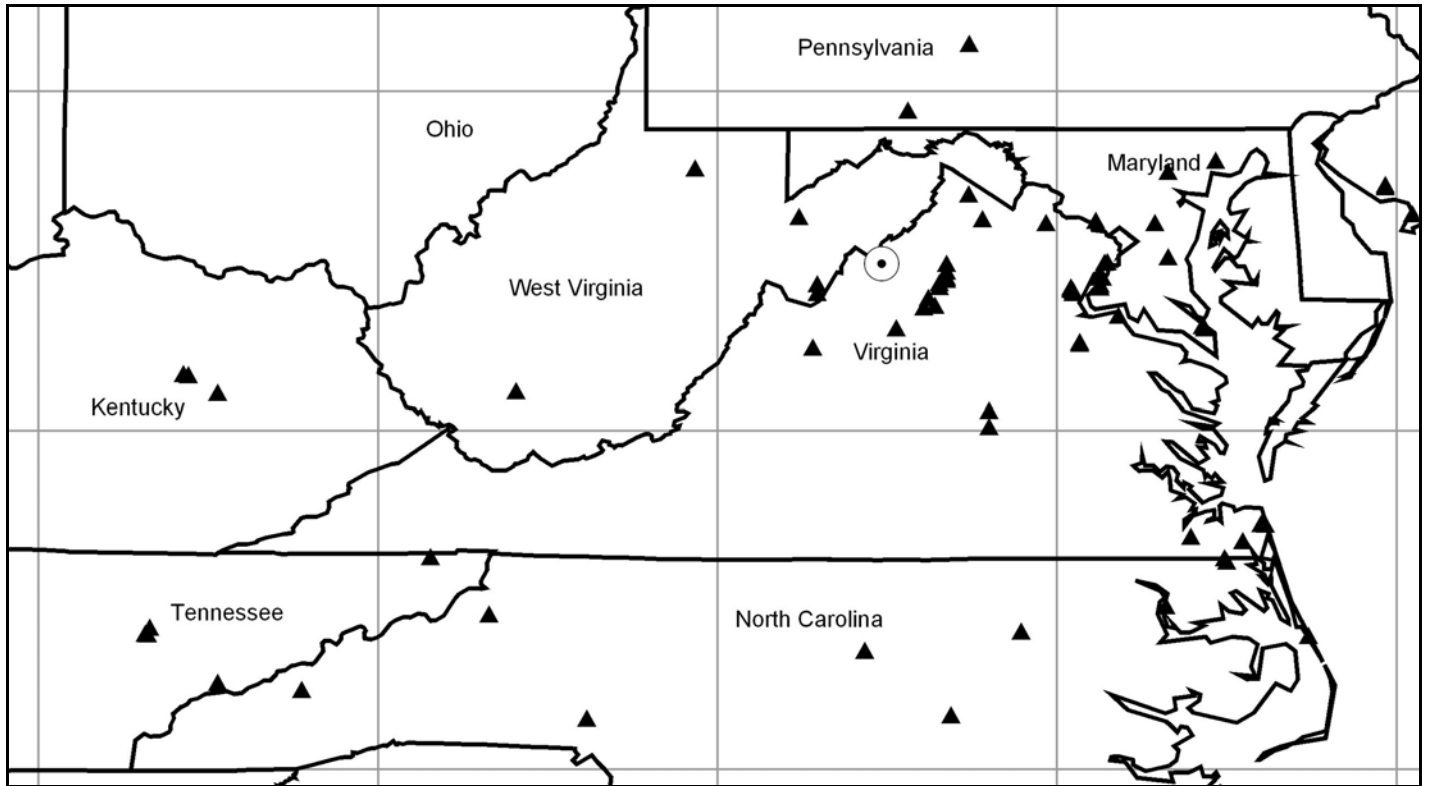 Pennsylvania
Ohio
Maryland
West Virginia
Virginia
Kentucky
Tennessee
North Carolina